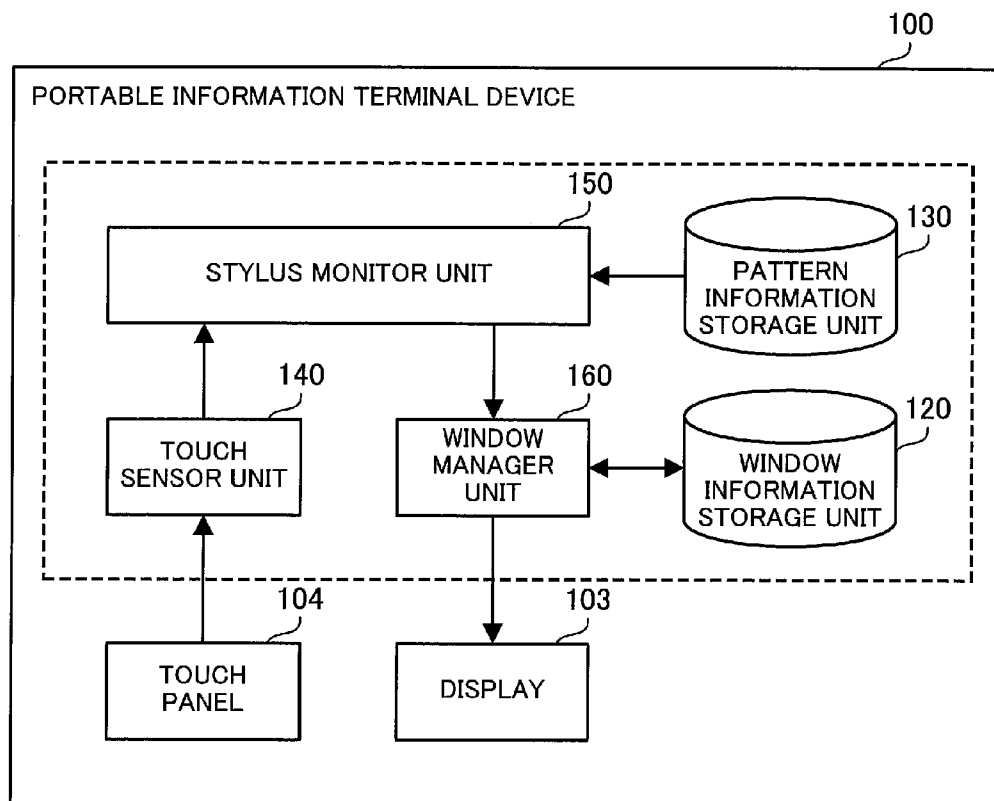 100
PORTABLE INFORMATION TERMINAL DEVICE
150
STYLUS MONITOR UNIT
130
PATTERN
INFORMATION
STORAGE UNIT
140
TOUCH
SENSOR UNIT
160
WINDOW
MANAGER
UNIT
120
WINDOW
INFORMATION
STORAGE UNIT
104
TOUCH
PANEL
103
DISPLAY